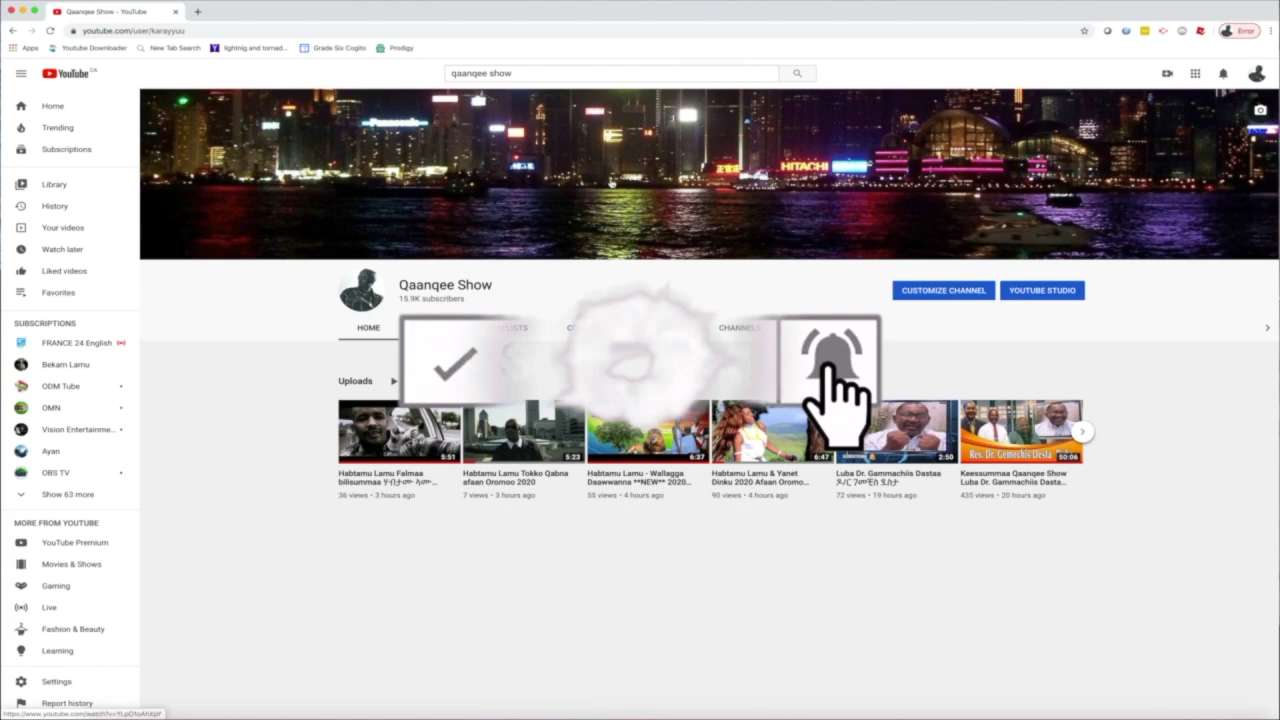 Qaanqee Show - YouTube
youtube.com/user/karayyuu
Error
Apps
Youtube Downloader
New Tab Search
lightnig and tornad...
Grade Six Cogito
Prodigy
YouTube CA
qaanqee show
Home
Trending
Subscriptions
Library
History
Your videos
Watch later
Liked videos
Favorites
SUBSCRIPTIONS
FRANCE 24 English
Bekam Lamu
ODM Tube
OMN
Vision Entertainme...
Ayan
OBS TV
Show 63 more
MORE FROM YOUTUBE
YouTube Premium
Movies & Shows
Gaming
Live
Fashion & Beauty
Learning
Settings
Report history
Panasonic
HITACHI
Qaanqee Show
15.9K subscribers
CUSTOMIZE CHANNEL
YOUTUBE STUDIO
HOME
CHANNELS
Uploads
5:51
Habtamu Lamu Falmaa
36 views • 3 hours ago
5:23
Habtamu Lamu Tokko Qabna
afaan Oromoo 2020
7 views • 3 hours ago
6:37
Habtamu Lamu - Wallagga
Daawwanna **NEW** 2020...
55 views • 4 hours ago
6:47
Habtamu Lamu & Yanet
Dinku 2020 Afaan Oromo...
90 views • 4 hours ago
2:50
Luba Dr. Gammachiis Dastaa
72 views • 19 hours ago
Rev. Dr. Gemechis Desta
50:06
Keessummaa Qaanqee Show
Luba Dr. Gammachiis Dasta...
435 views • 20 hours ago